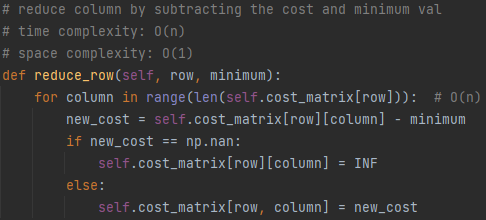 # reduce column by subtracting the cost and minimum val
# time complexity: O(n)
# space complexity: O(1)
def reduce_row(self, row, minimum):
    for column in range(len(self.cost_matrix[row])):  # O(n)
        new_cost = self.cost_matrix[row][column] - minimum
        if new_cost == np.nan:
            self.cost_matrix[row][column] = INF
        else:
            self.cost_matrix[row, column] = new_cost